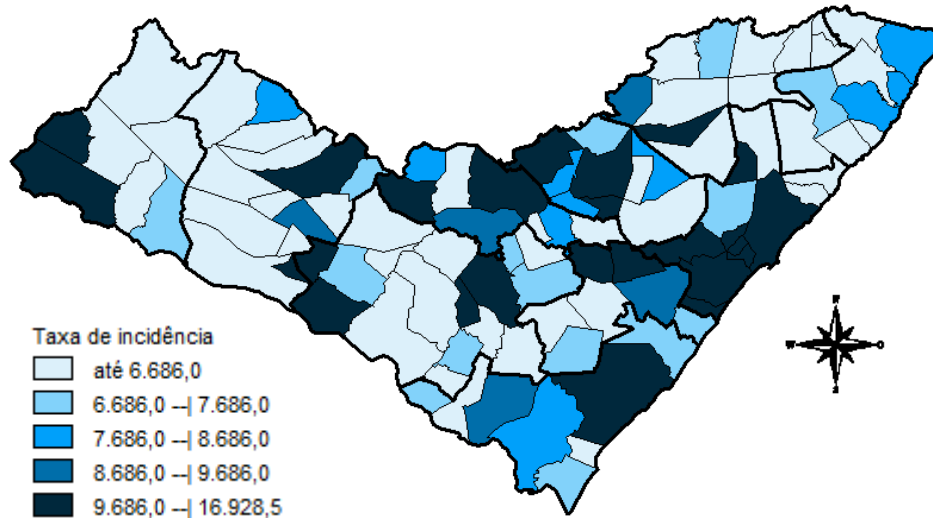 Taxa de incidência
até 6.686,0
6.686,0 --| 7.686,0
7.686,0 --| 8.686,0
8.686,0 --| 9.686,0
9.686,0 --| 16.928,5
W
O